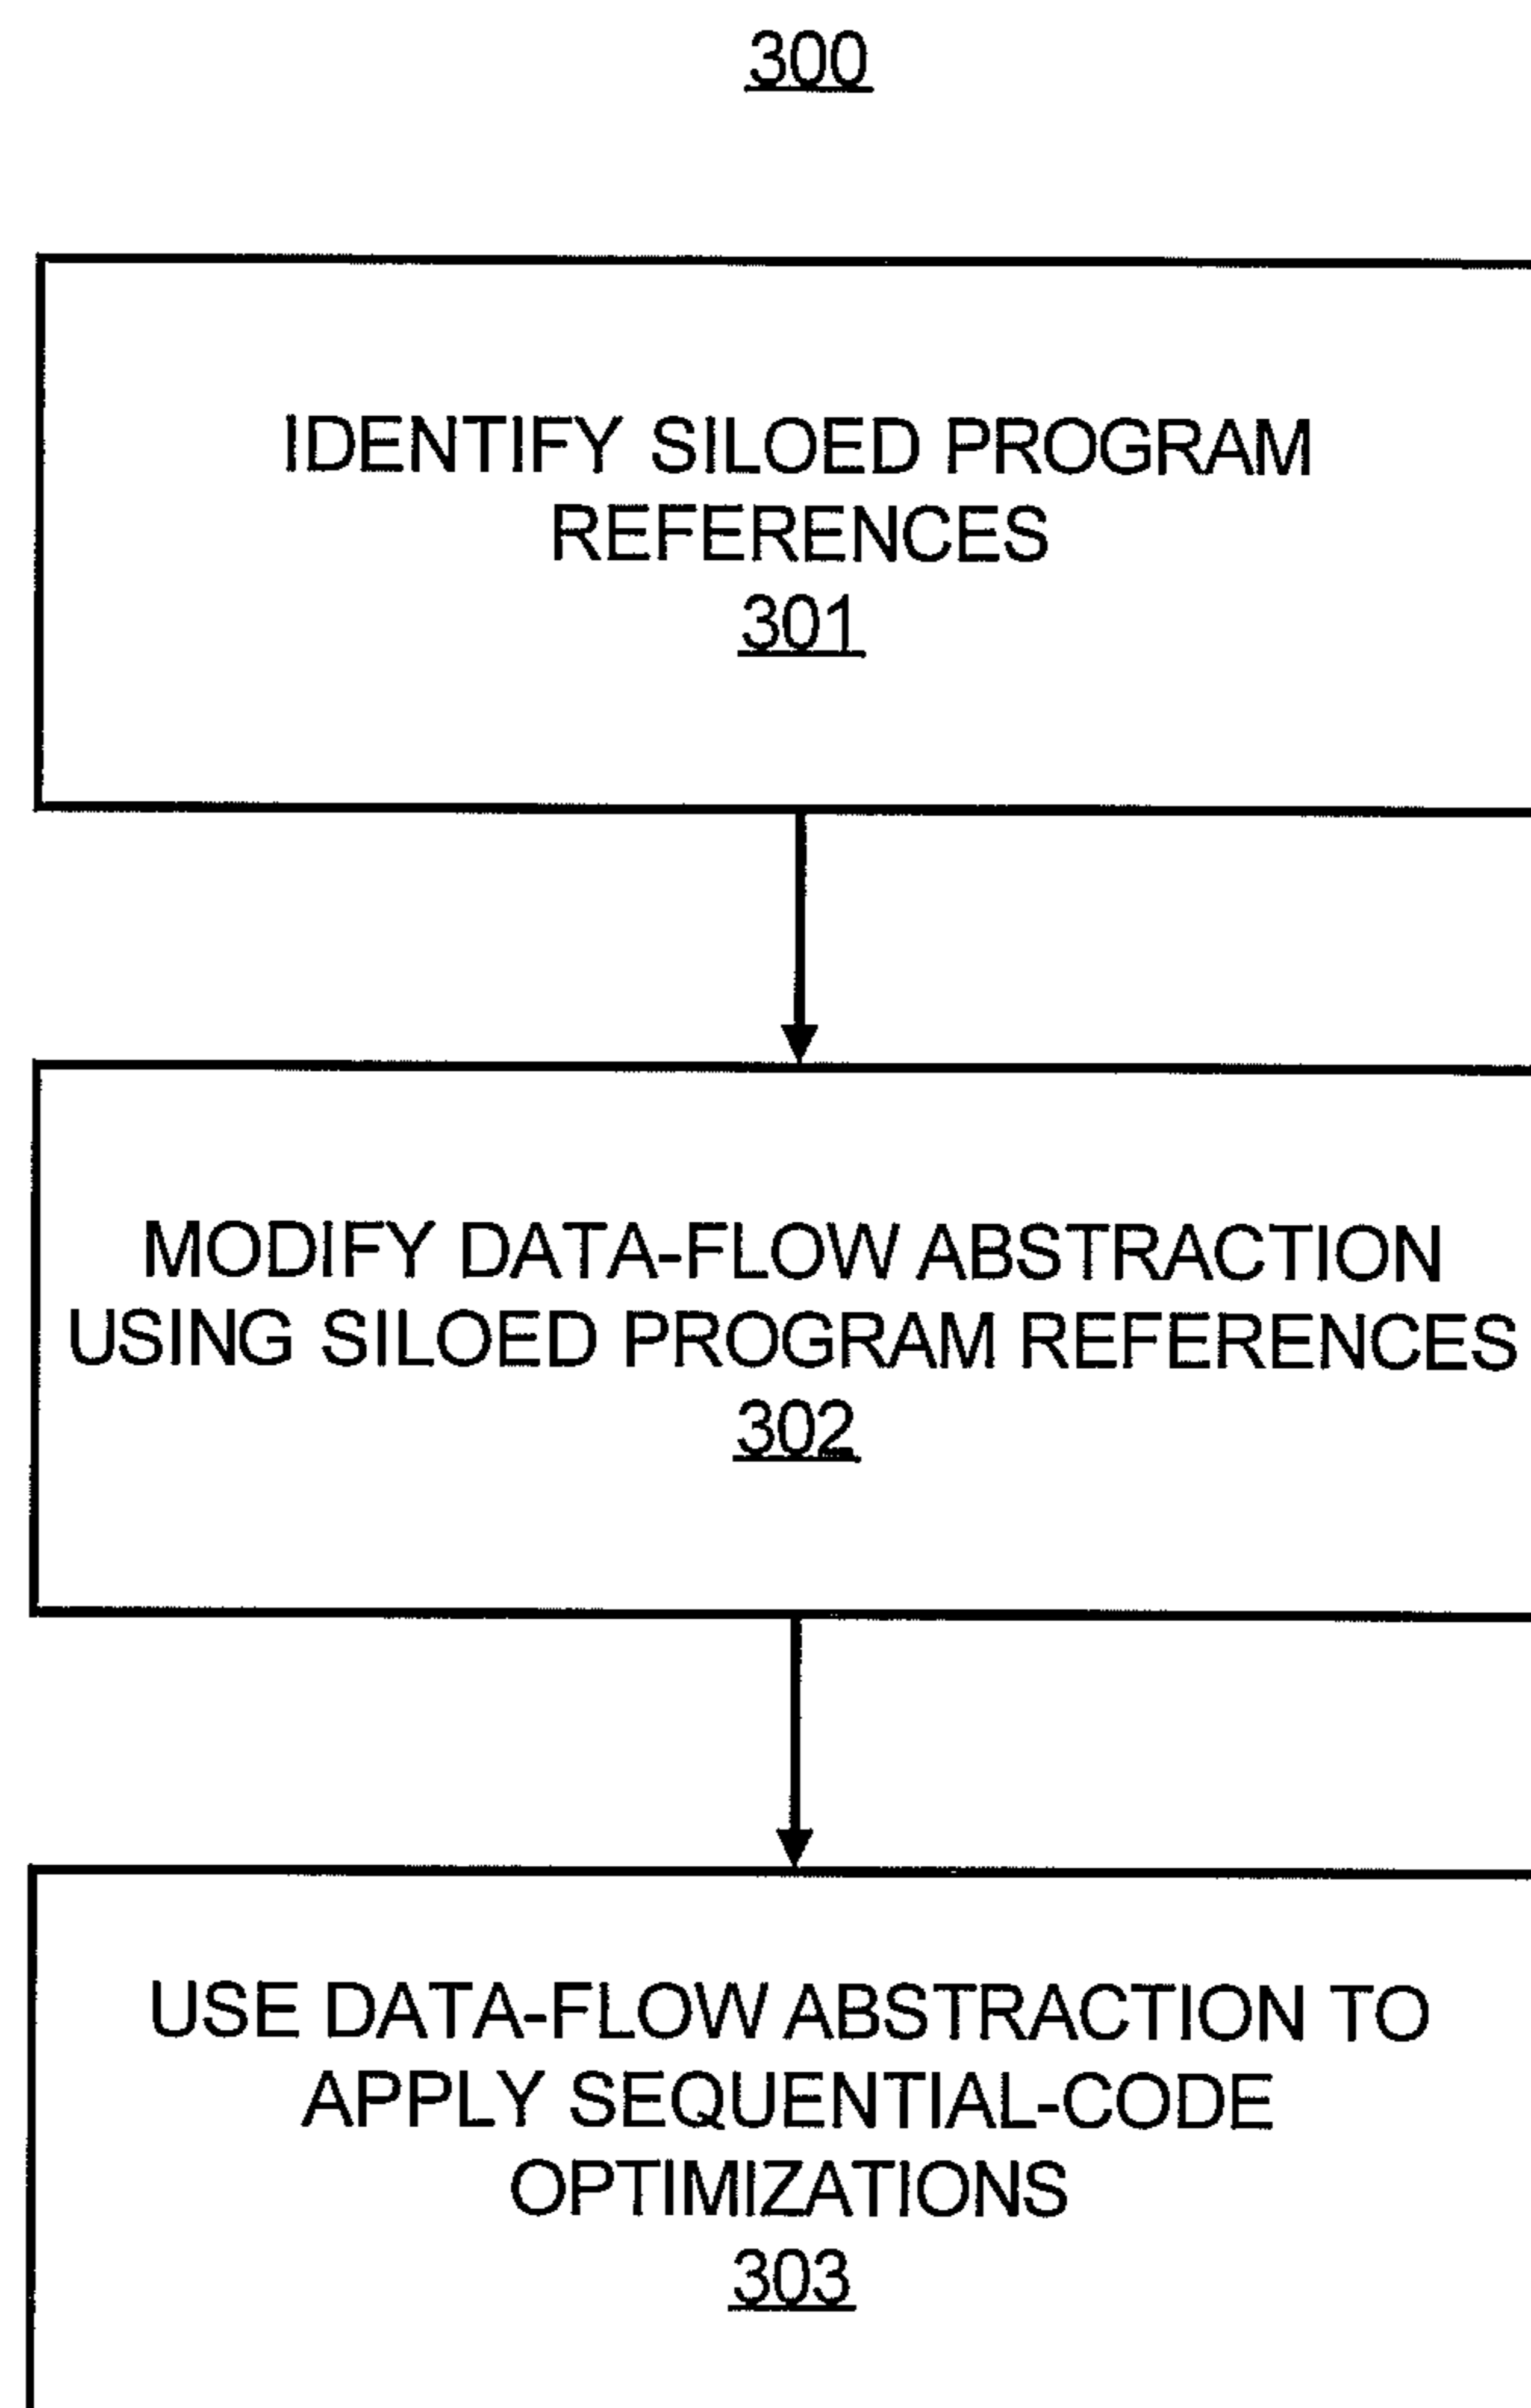 300
IDENTIFY SILOED PROGRAM
REFERENCES
301
MODIFY DATA-FLOW ABSTRACTION
USING SILOED PROGRAM REFERENCES
302
USE DATA-FLOW ABSTRACTION TO
APPLY SEQUENTIAL-CODE
OPTIMIZATIONS
303